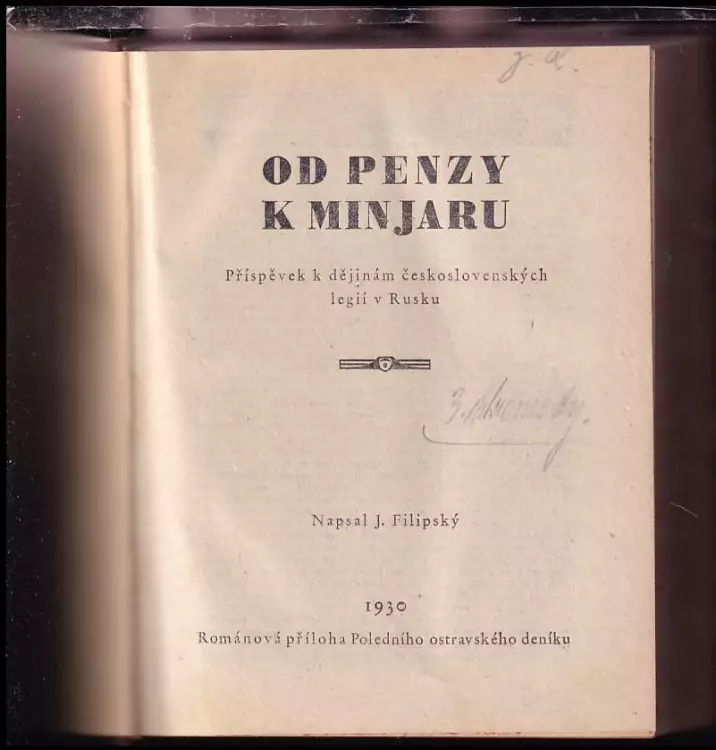 OD PENZY
K MINJARU
Příspěvek k dějinám československých
legií v Rusku
Napsal J. Filipský
1930
Románová příloha Poledního ostravského deníku